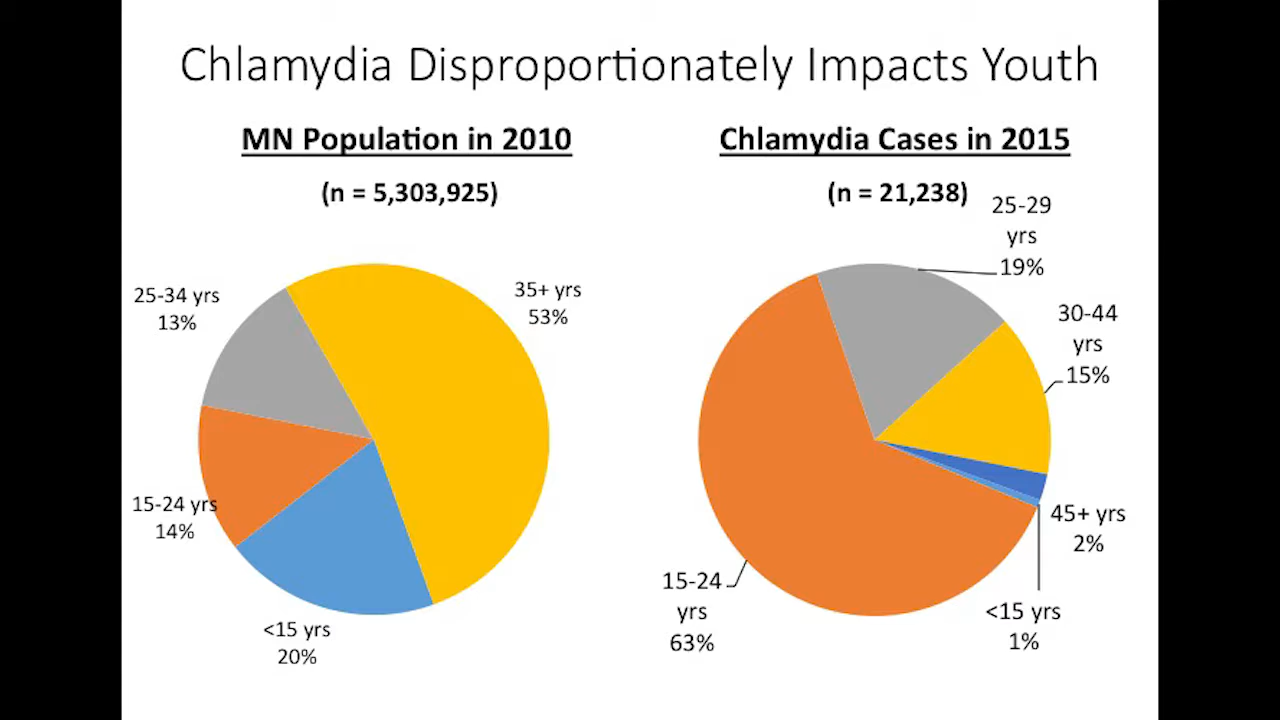 Chlamydia Disproportionately Impacts Youth
MN Population in 2010
(n = 5,303,925)
25-34 yrs
13%
35+ yrs
53%
15-24 yrs
14%
<15 yrs
20%
Chlamydia Cases in 2015
(n = 21,238)
25-29
yrs
19%
30-44
yrs
15%
45+ yrs
2%
<15 yrs
1%
15-24
yrs
63%